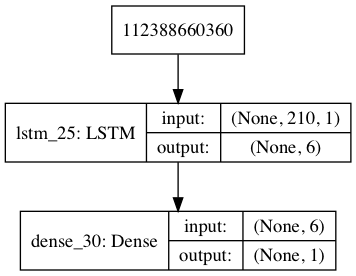 112388660360
lstm_25: LSTM
input:
(None, 210, 1)
output:
(None, 6)
dense_30: Dense
input:
(None, 6)
output:
(None, 1)